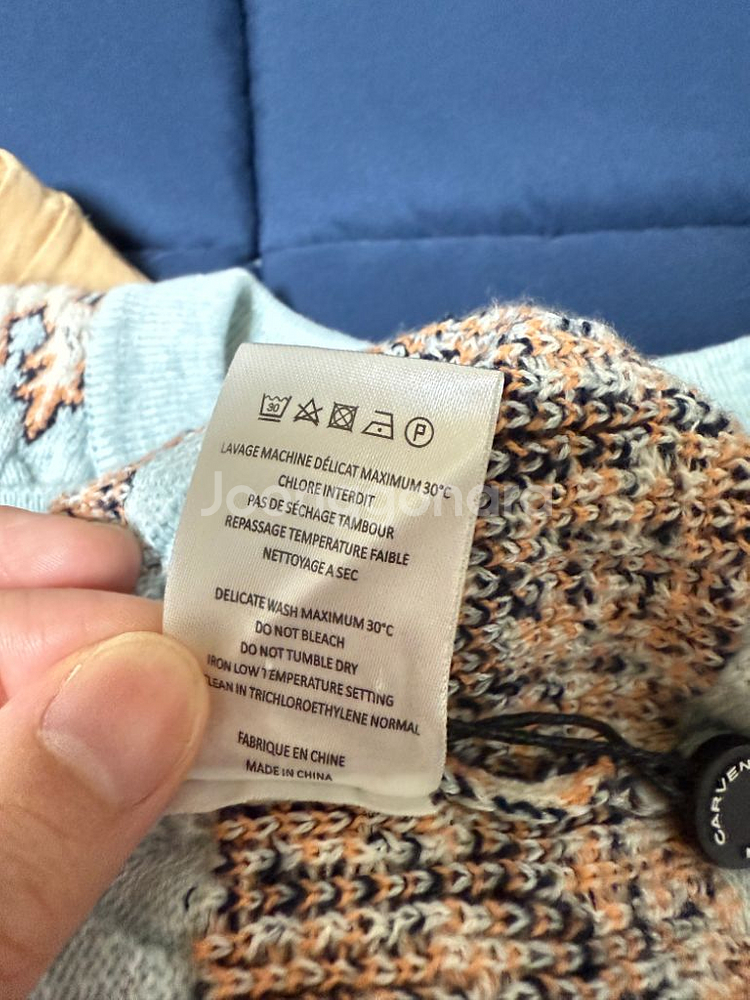 30
P
LAVAGE MACHINE DÉLICAT MAXIMUM 30°C
CHLORE INTERDIT
PAS DE SÉCHAGE TAMBOUR
REPASSAGE TEMPERATURE FAIBLE
NETTOYAGE A SEC
DELICATE WASH MAXIMUM 30°C
DO NOT BLEACH
DO NOT TUMBLE DRY
IRON LOW TEMPERATURE SETTING
CLEAN IN TRICHLOROETHYLENE NORMAL
FABRIQUE EN CHINE
MADE IN CHINA
CARVEN